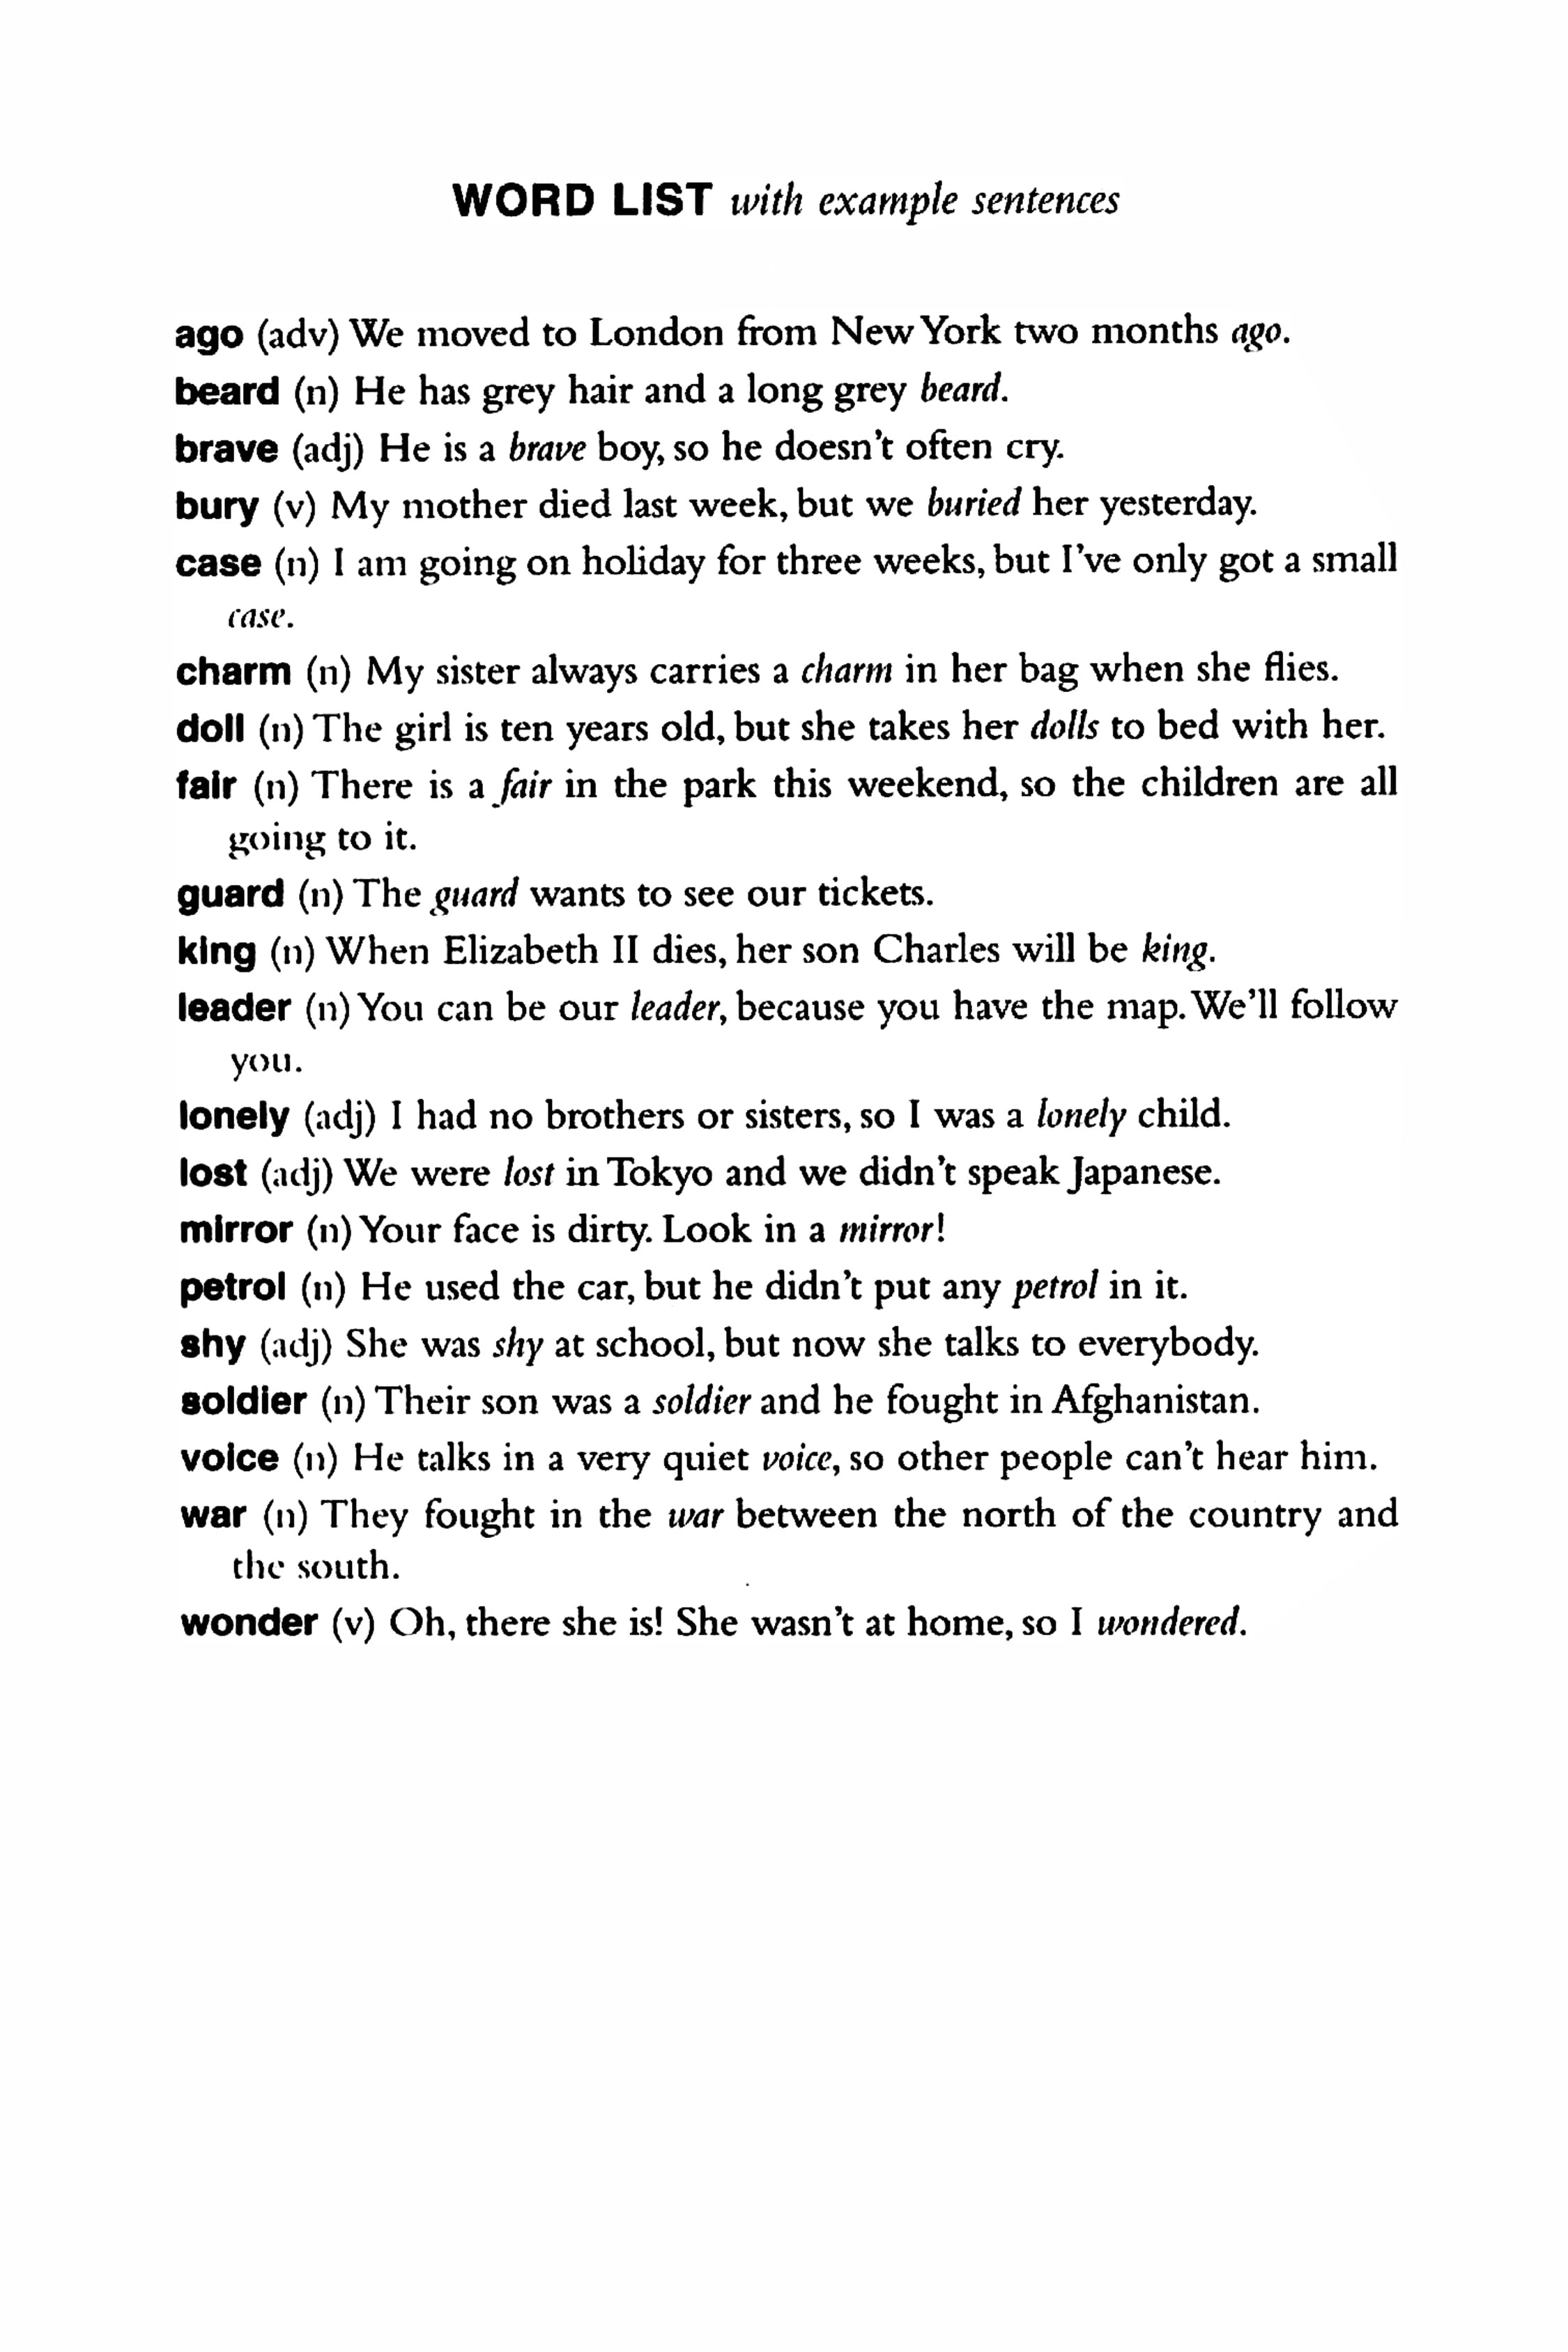 WORD LIST with example sentences
ago (adv) We moved to London from New York two months ago.
beard (n) He has grey hair and a long grey beard.
brave (adj) He is a brave boy, so he doesn't often cry.
bury (v) My mother died last week, but we buried her yesterday.
case (n) I am going on holiday for three weeks, but I've only got a small
case.
charm (n) My sister always carries a charm in her bag when she flies.
doll (n) The girl is ten years old, but she takes her dolls to bed with her.
fair (n) There is a fair in the park this weekend, so the children are all
going to it.
guard (n) The guard wants to see our tickets.
king (n) When Elizabeth II dies, her son Charles will be king.
leader (n) You can be our leader, because you have the map. We'll follow
you.
lonely (adj) I had no brothers or sisters, so I was a lonely child.
lost (adj) We were lost in Tokyo and we didn't speak Japanese.
mirror (n) Your face is dirty. Look in a mirror!
petrol (n) He used the car, but he didn't put any petrol in it.
shy (adj) She was shy at school, but now she talks to everybody.
soldier (n) Their son was a soldier and he fought in Afghanistan.
voice (n) He talks in a very quiet voice, so other people can't hear him.
war (n) They fought in the war between the north of the country and
the south.
wonder (v) Oh, there she is! She wasn't at home, so I wondered.